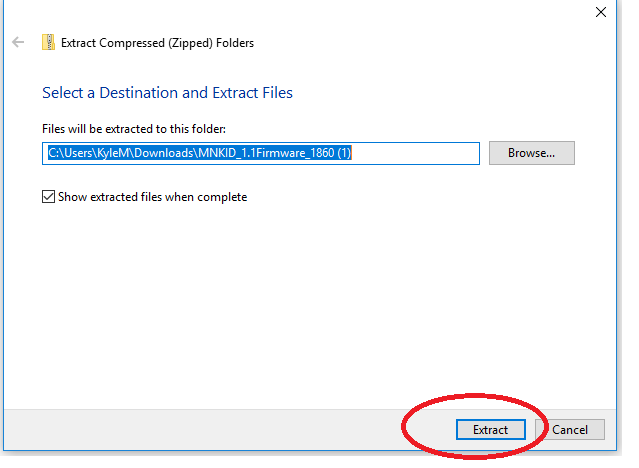 Extract Compressed (Zipped) Folders
Select a Destination and Extract Files
Files will be extracted to this folder:
C:\Users\KyleM\Downloads\MNKID_1.1Firmware_1860 (1)
Browse...
Show extracted files when complete
Extract
Cancel